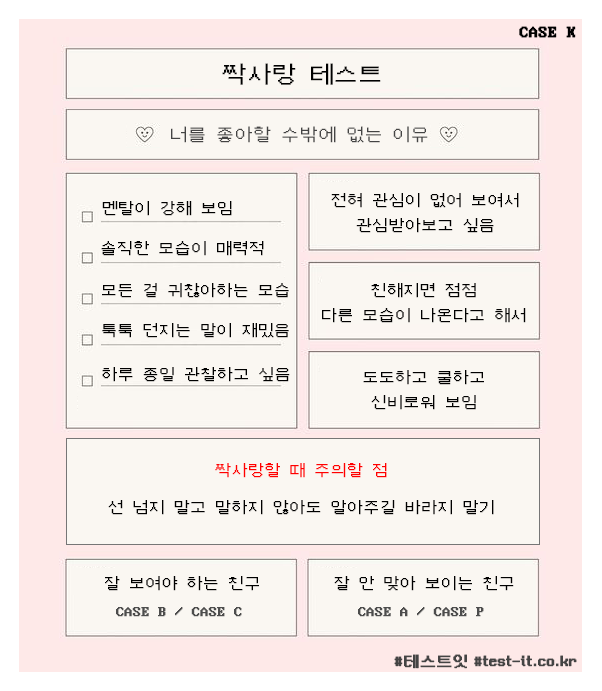 CASE K
짝사랑 테스트
너를 좋아할 수밖에 없는 이유
멘탈이 강해 보임
솔직한 모습이 매력적
모든 걸 귀찮아하는 모습
툭툭 던지는 말이 재밌음
하루 종일 관찰하고 싶음
전혀 관심이 없어 보여서
관심받아보고 싶음
친해지면 점점
다른 모습이 나온다고 해서
도도하고 쿨하고
신비로워 보임
짝사랑할 때 주의할 점
선 넘지 말고 말하지 않아도 알아주길 바라지 말기
잘 보여야 하는 친구
CASE B / CASE C
잘 안 맞아 보이는 친구
CASE A / CASE P
#테스트잇 #test-it.co.kr